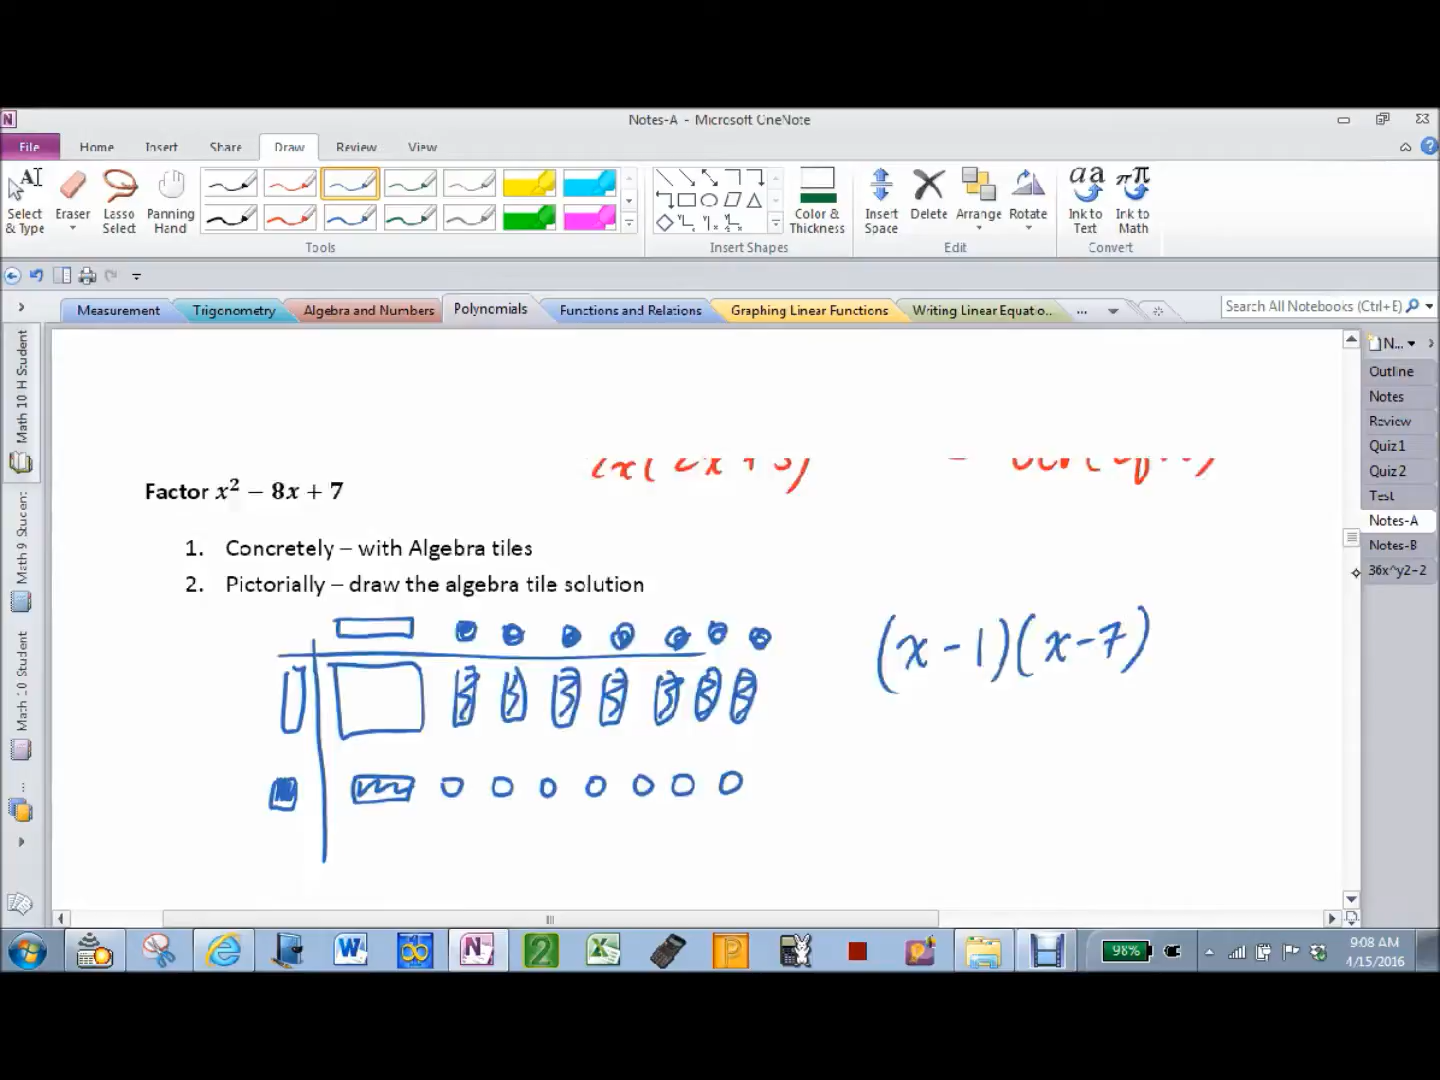 Notes-A - Microsoft OneNote
File Home Insert Share Draw Review View
Select & Type
Eraser
Lasso Select
Panning Hand
Color & Thickness
Insert Space
Delete
Arrange
Rotate
Ink to Text
Ink to Math
Tools Insert Shapes Edit Convert
Measurement Trigonometry Algebra and Numbers Polynomials Functions and Relations Graphing Linear Functions Writing Linear Equatio.. ... Search All Notebooks (Ctrl+E)
N...
Outline
Notes
Review
Quiz1
Quiz 2
Test
Notes-A
Notes-B
36x^y2-2
Math 10 H Student
Math 9 Studen
Math 10 Student
Factor x² − 8x + 7
1. Concretely – with Algebra tiles
2. Pictorially – draw the algebra tile solution
(x - 1)(x - 7)
98%
9:08 AM
4/15/2016